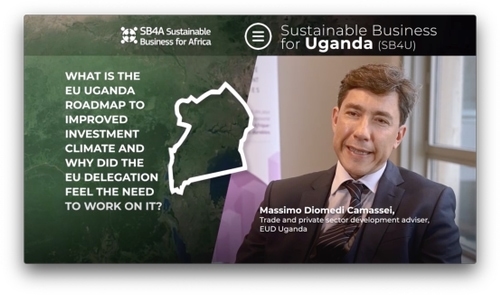 SB4A Sustainable
Business for Africa
Sustainable Business
for Uganda (SB4U)
WHAT IS THE
EU UGANDA
ROADMAP TO
IMPROVED
INVESTMENT
CLIMATE AND
WHY DID THE
EU DELEGATION
FEEL THE NEED
TO WORK ON IT?
Massimo Diomedi Camassei,
Trade and private sector development adviser,
EUD Uganda